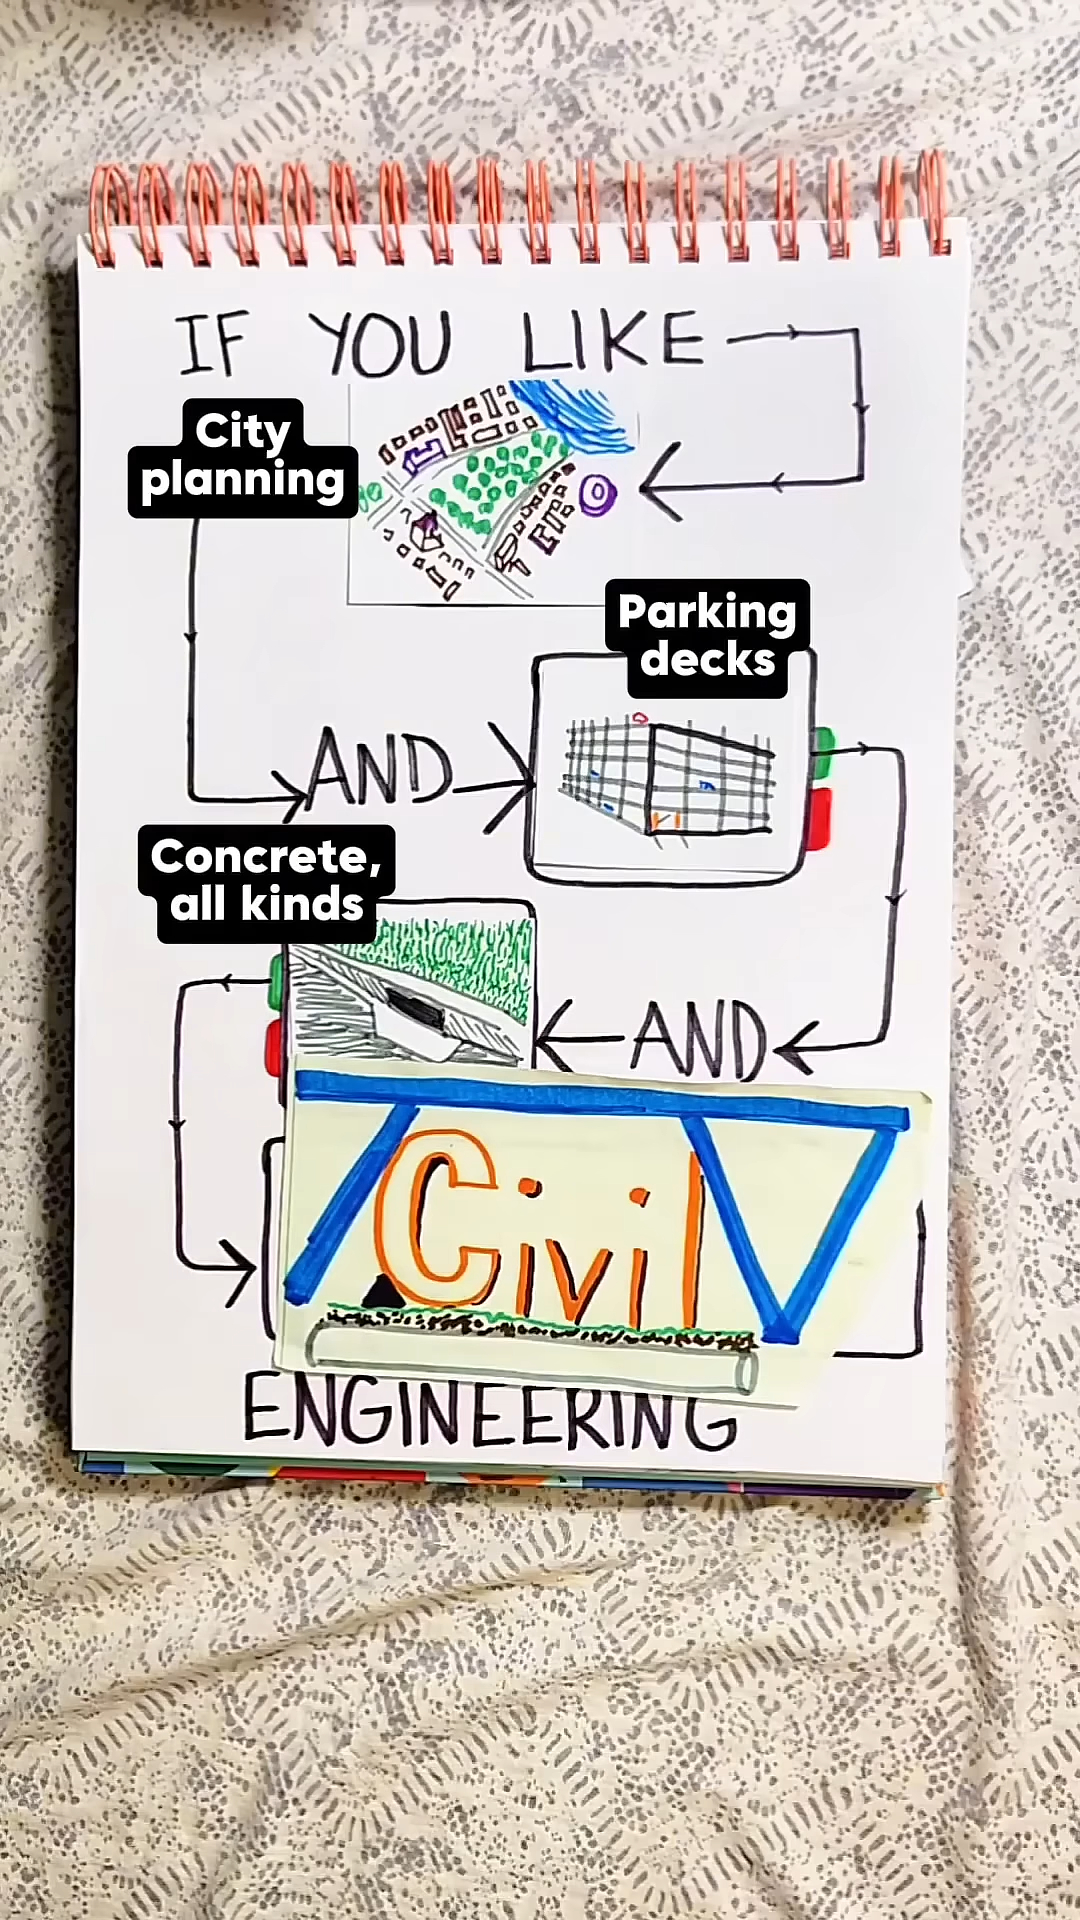 IF YOU LIKE
City
planning
Parking
decks
AND
Concrete,
all kinds
AND
Civil
ENGINEERING